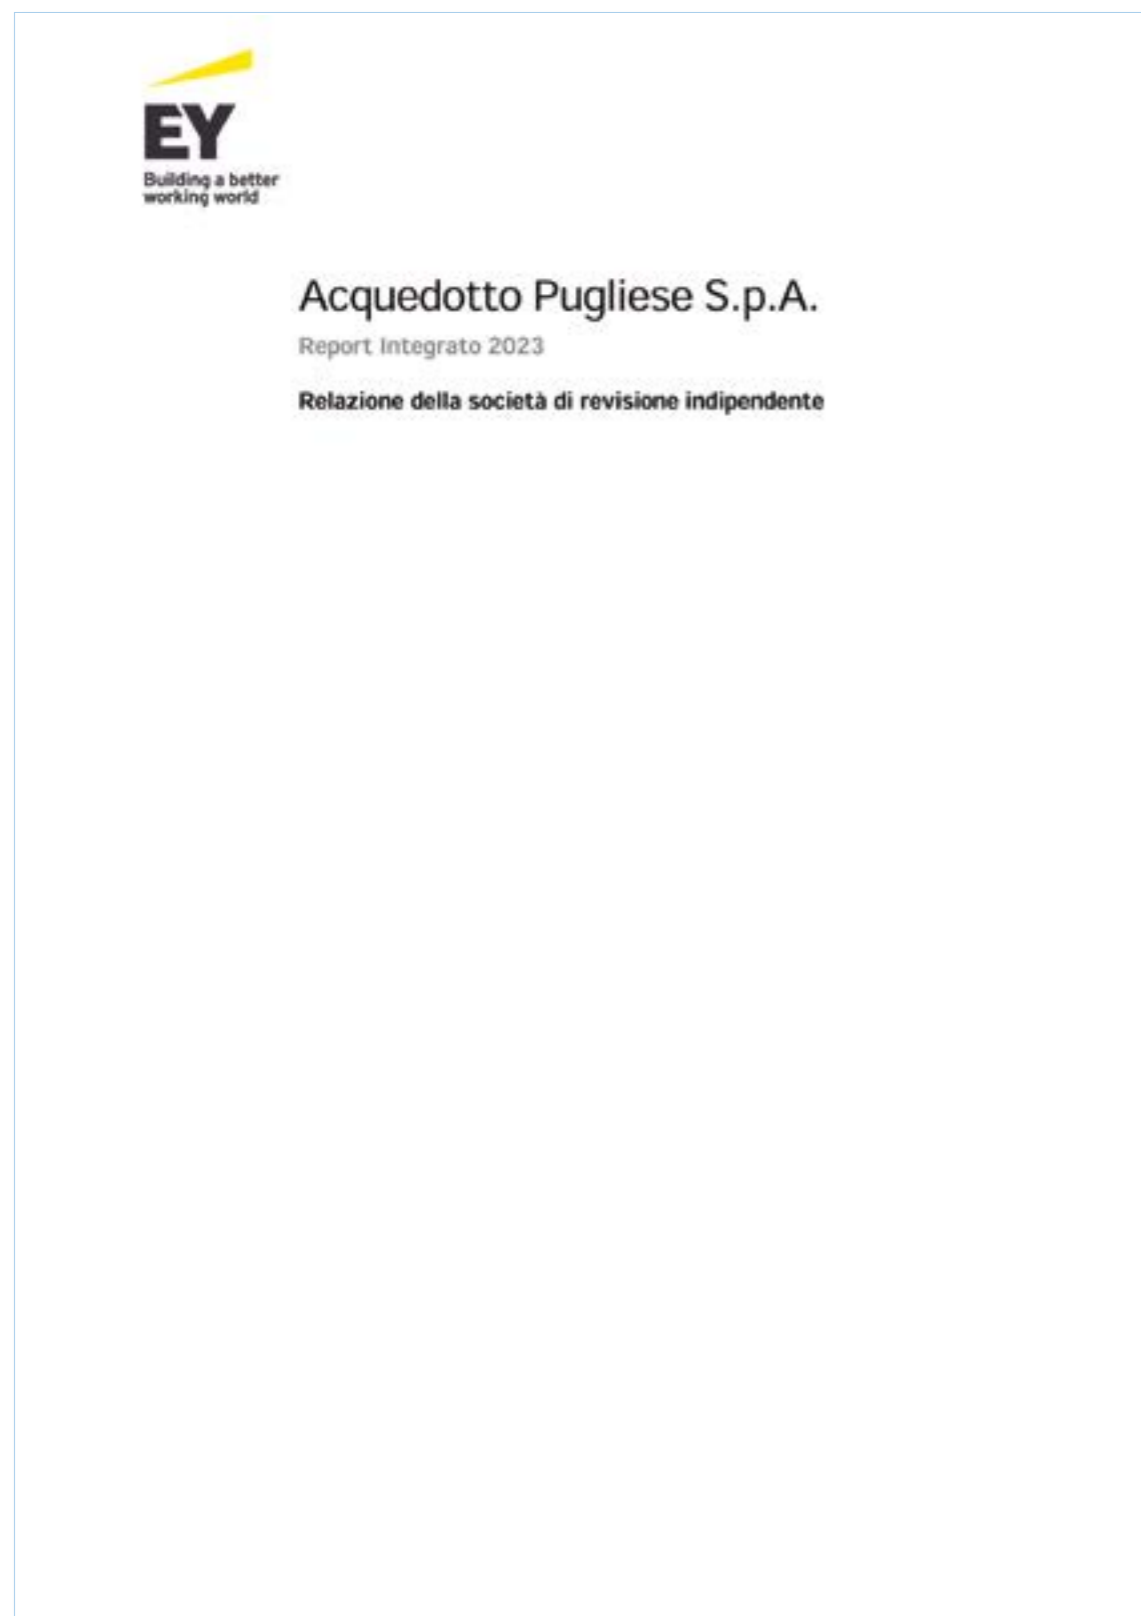 EY
Building a better
working world
Acquedotto Pugliese S.p.A.
Report Integrato 2023
Relazione della società di revisione indipendente